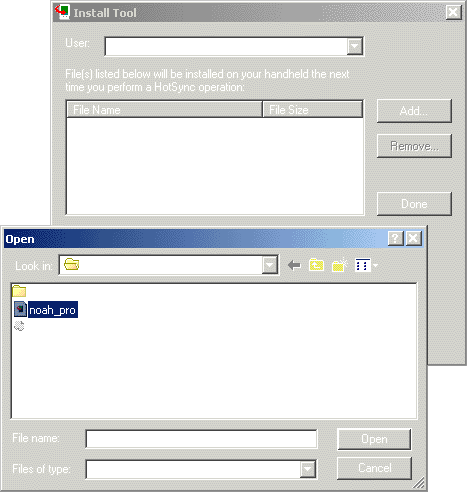 Install Tool
User:
File(s) listed below will be installed on your handheld the next
time you perform a HotSync operation:
File Name File Size
Add...
Remove...
Done
Open
Look in:
noah_pro
File name:
Open
Files of type:
Cancel